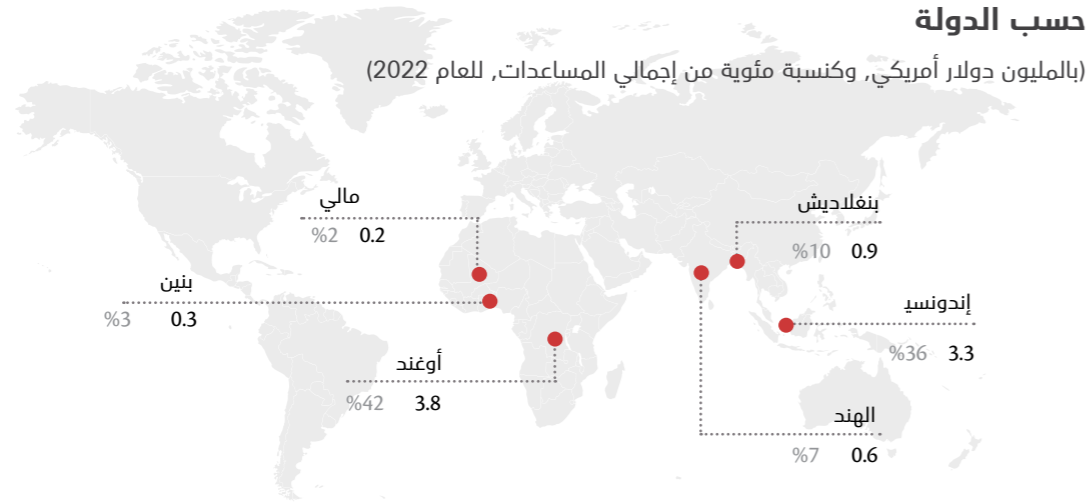 حسب الدولة
(بالمليون دولار أمريكي, وكنسبة مئوية من إجمالي المساعدات, للعام 2022)
مالي
0.2 %2
بنغلاديش
0.9 %10
بنين
0.3 %3
إندونسيـ
3.3 %36
أوغند
3.8 %42
الهند
0.6 %7